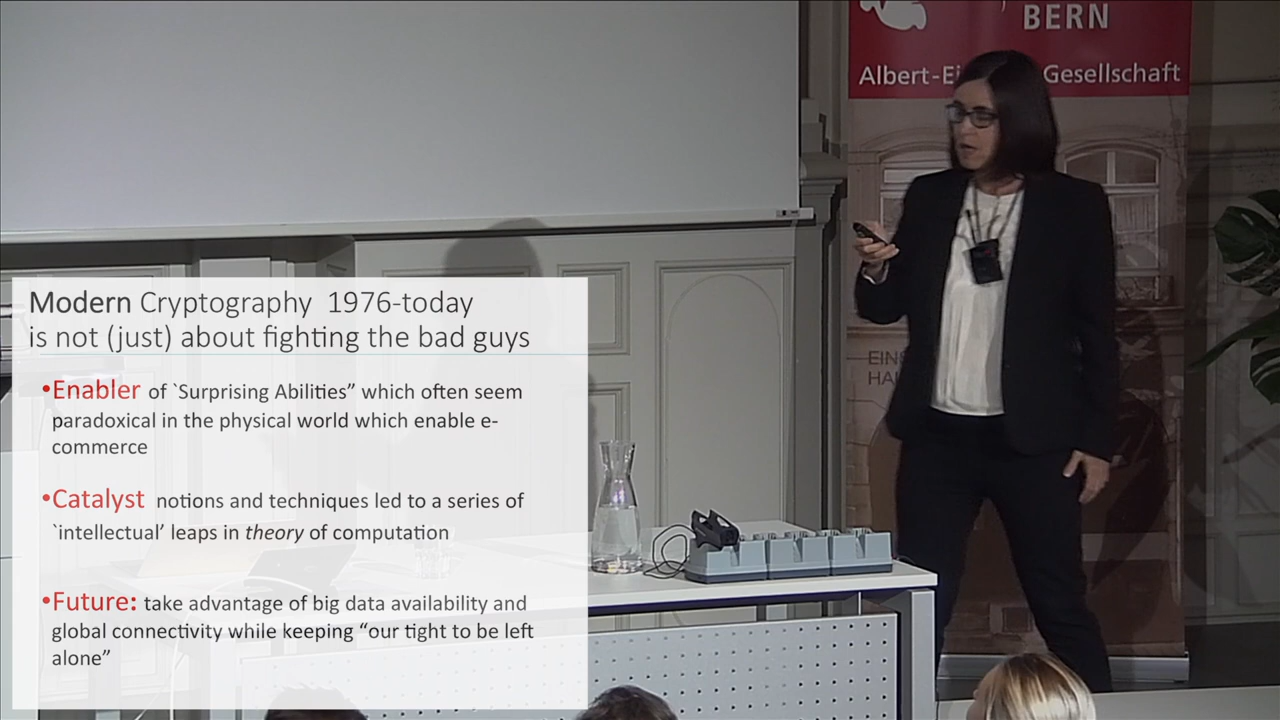 BERN
Albert-Ei Gesellschaft
Modern Cryptography 1976-today
is not (just) about fighting the bad guys
•Enabler of `Surprising Abilities” which often seem
paradoxical in the physical world which enable e-
commerce
•Catalyst notions and techniques led to a series of
`intellectual’ leaps in theory of computation
•Future: take advantage of big data availability and
global connectivity while keeping “our tight to be left
alone”